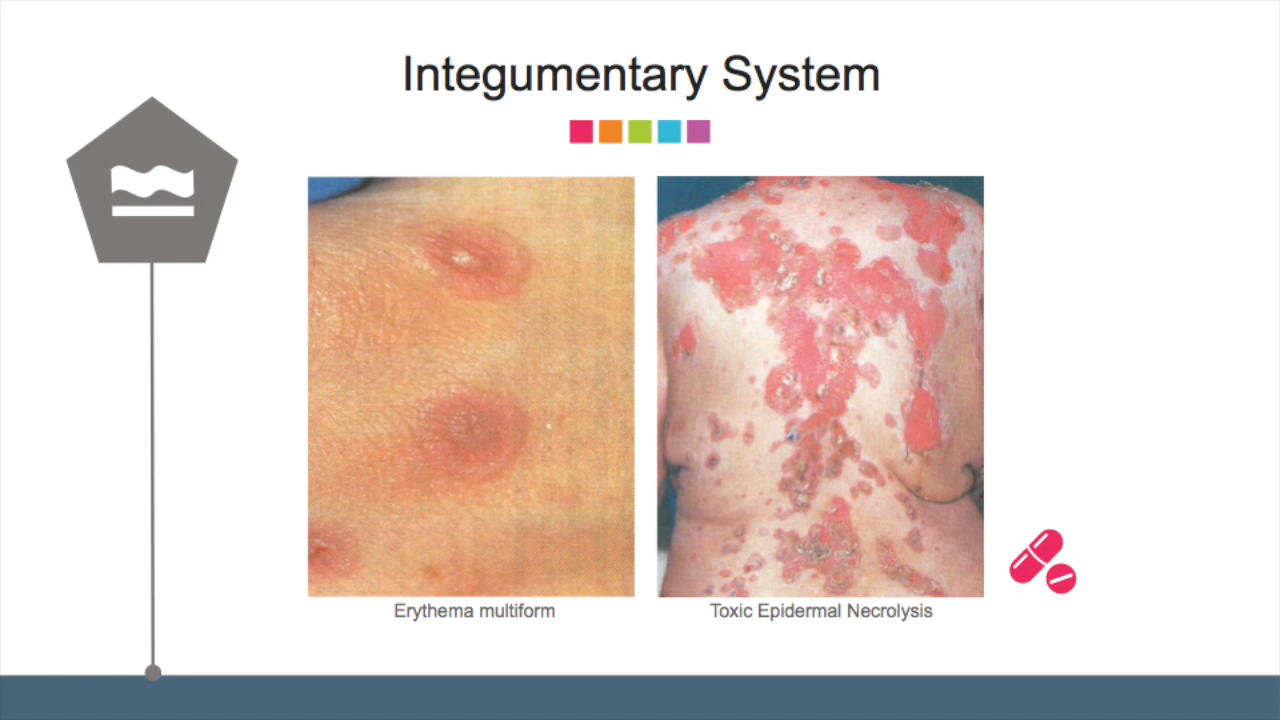 Integumentary System
Erythema multiform
Toxic Epidermal Necrolysis